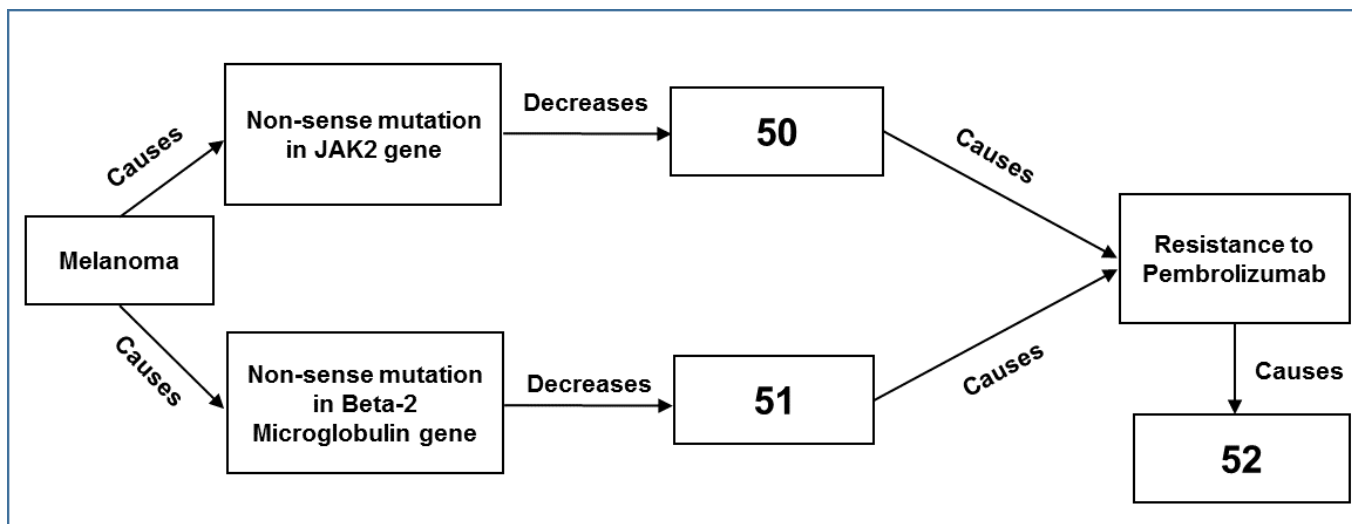 Non-sense mutation
in JAK2 gene
Decreases
50
Causes
Causes
Melanoma
Resistance to
Pembrolizumab
Causes
Non-sense mutation
in Beta-2
Microglobulin gene
Decreases
51
Causes
Causes
52